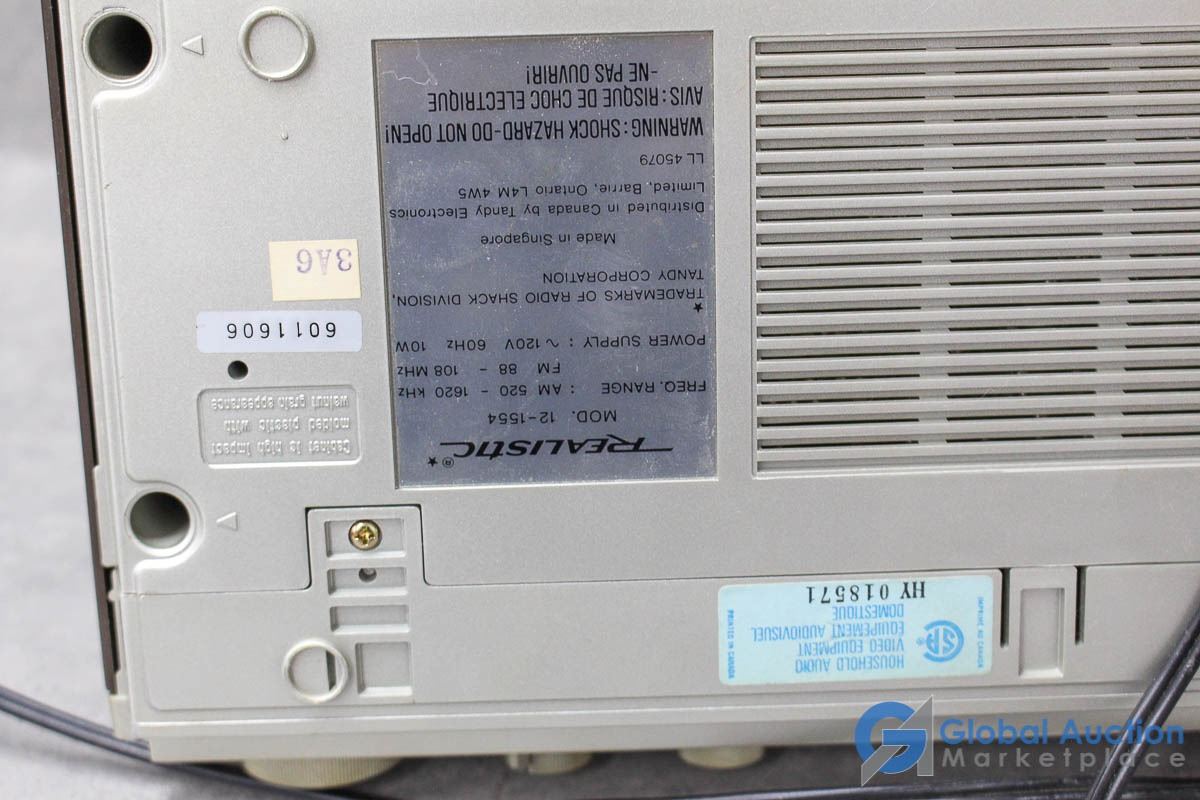 REALISTIC ® ★
MOD. 12-1554
FREQ. RANGE : AM 520 - 1620 kHz
FM 88 - 108 MHz
POWER SUPPLY : ∼ 120V 60Hz 10W
★
TRADEMARKS OF RADIO SHACK DIVISION,
TANDY CORPORATION
Made in Singapore
Distributed in Canada by Tandy Electronics
Limited, Barrie, Ontario L4M 4W5
LL 45079
WARNING : SHOCK HAZARD-DO NOT OPEN!
AVIS : RISQUE DE CHOC ELECTRIQUE
-NE PAS OUVRIR!
Cabinet is high impact
molded plastic with
walnut grain appearance
6011606
3A6
PRINTED IN CANADA
HOUSEHOLD AUDIO
VIDEO EQUIPMENT
EQUIPEMENT AUDIOVISUEL
DOMESTIQUE
HY 018571
SA
IMPRIMÉ AU CANADA
Global Auction
Marketplace